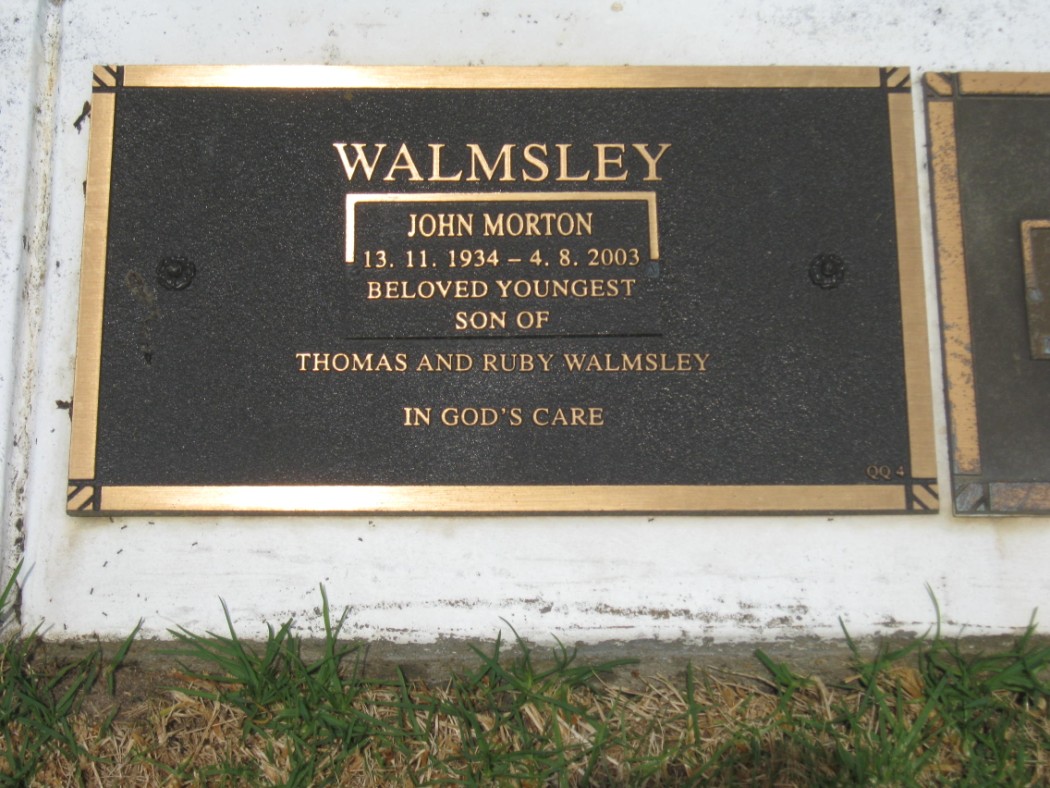 WALMSLEY
JOHN MORTON
13. 11. 1934 – 4. 8. 2003
BELOVED YOUNGEST
SON OF
THOMAS AND RUBY WALMSLEY
IN GOD'S CARE
QQ 4